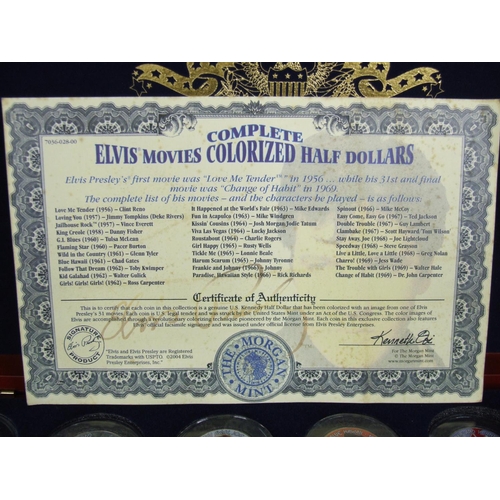 7050-028-00
COMPLETE
ELVIS™ MOVIES COLORIZED HALF DOLLARS
Elvis Presley's® first movie was "Love Me Tender™" in 1956 ... while his 31st and final
movie was "Change of Habit" in 1969.
The complete list of his movies – and the characters he played – is as follows:
Love Me Tender (1956) – Clint Reno
Loving You (1957) – Jimmy Tompkins (Deke Rivers)
Jailhouse Rock™ (1957) – Vince Everett
King Creole (1958) – Danny Fisher
G.I. Blues (1960) – Tulsa McLean
Flaming Star (1960) – Pacer Burton
Wild in the Country (1961) – Glenn Tyler
Blue Hawaii (1961) – Chad Gates
Follow That Dream (1962) – Toby Kwimper
Kid Galahad (1962) – Walter Gulick
Girls! Girls! Girls! (1962) – Ross Carpenter
It Happened at the World's Fair (1963) – Mike Edwards
Fun in Acapulco (1963) – Mike Windgren
Kissin' Cousins (1964) – Josh Morgan/Jodie Tatum
Viva Las Vegas (1964) – Lucky Jackson
Roustabout (1964) – Charlie Rogers
Girl Happy (1965) – Rusty Wells
Tickle Me (1965) – Lonnie Beale
Harum Scarum (1965) – Johnny Tyronne
Frankie and Johnny (1966) – Johnny
Paradise, Hawaiian Style (1966) – Rick Richards
Spinout (1966) – Mike McCoy
Easy Come, Easy Go (1967) – Ted Jackson
Double Trouble (1967) – Guy Lambert
Clambake (1967) – Scott Hayward/Tom Wilson
Stay Away, Joe (1968) – Joe Lightcloud
Speedway (1968) – Steve Grayson
Live a Little, Love a Little (1968) – Greg Nolan
Charro! (1969) – Jess Wade
The Trouble with Girls (1969) – Walter Hale
Change of Habit (1969) – Dr. John Carpenter
Certificate of Authenticity
This is to certify that each coin in this collection is a genuine U.S. Kennedy Half Dollar that has been colorized with an image from one of Elvis
Presley's 31 movies. Each coin is U.S. legal tender and was struck by the United States Mint under an Act of the U.S. Congress. The color images of
Elvis are accomplished through a revolutionary colorizing technique pioneered by The Morgan Mint. Each coin in this exclusive collection also features
Elvis' official facsimile signature and was issued under official license from Elvis Presley Enterprises.
SIGNATURE
PRODUCT
"Elvis and Elvis Presley are Registered
Trademarks with USPTO ©2004 Elvis
Presley Enterprises, Inc."
THE MORGAN
MINT
For The Morgan Mint
© The Morgan Mint
www.morganmint.com